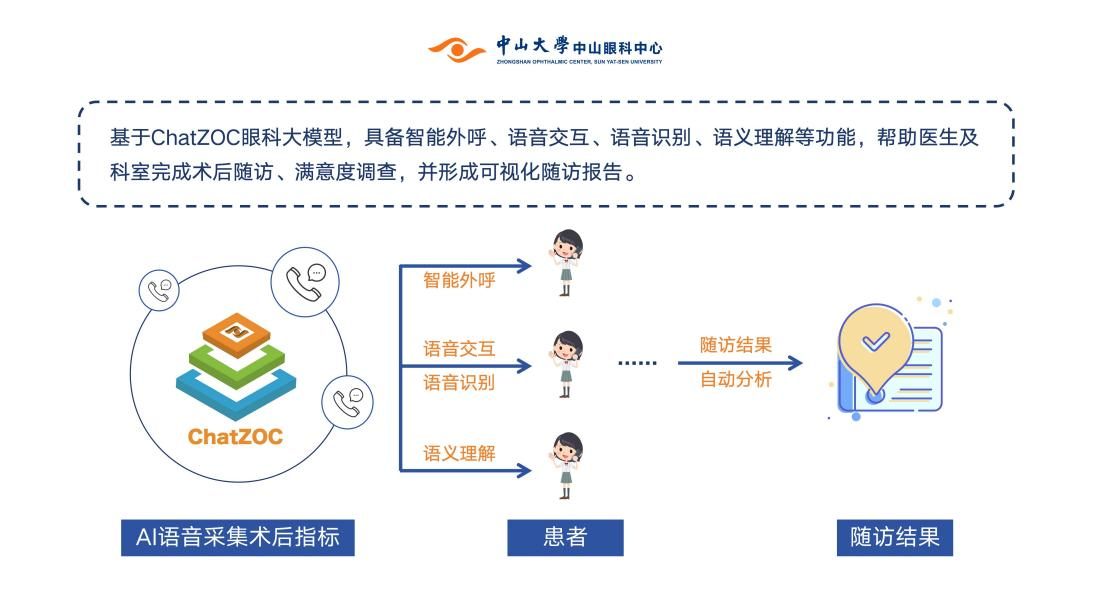 中山大學中山眼科中心
ZHONGSHAN OPHTHALMIC CENTER, SUN YAT-SEN UNIVERSITY
基于ChatZOC眼科大模型，具备智能外呼、语音交互、语音识别、语义理解等功能，帮助医生及
科室完成术后随访、满意度调查，并形成可视化随访报告。
ChatZOC
智能外呼
语音交互
语音识别
语义理解
......
随访结果
自动分析
AI语音采集术后指标
患者
随访结果